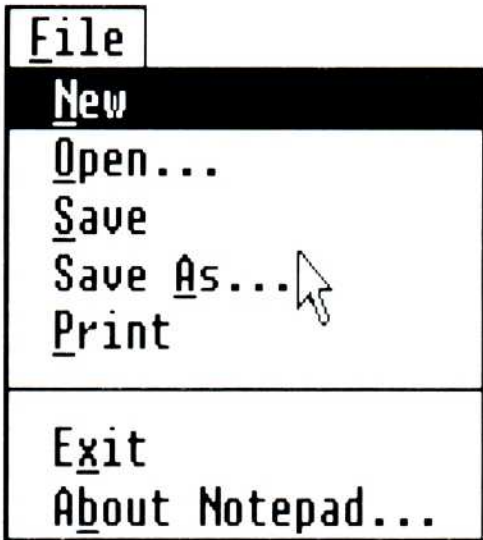 File
New
Open...
Save
Save As...
Print
Exit
About Notepad...